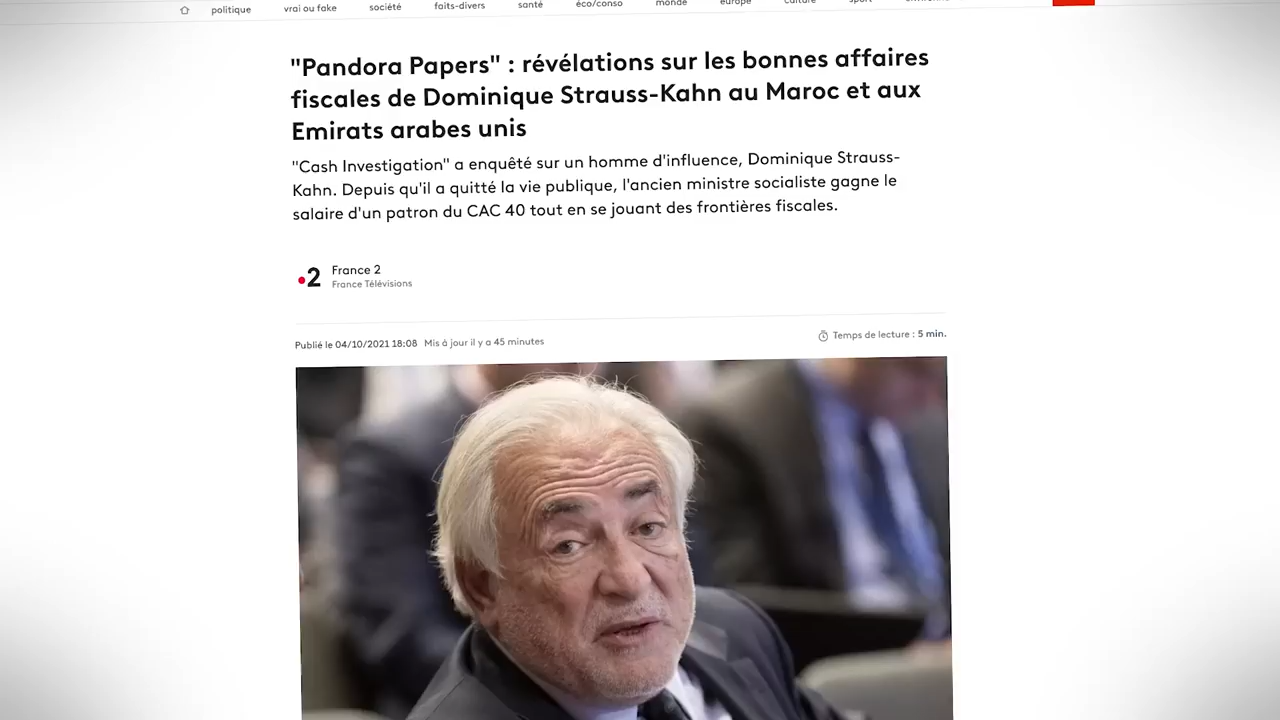 politique vrai ou fake société faits-divers santé éco/conso monde europe culture sport
"Pandora Papers" : révélations sur les bonnes affaires
fiscales de Dominique Strauss-Kahn au Maroc et aux
Emirats arabes unis
"Cash Investigation" a enquêté sur un homme d'influence, Dominique Strauss-
Kahn. Depuis qu'il a quitté la vie publique, l'ancien ministre socialiste gagne le
salaire d'un patron du CAC 40 tout en se jouant des frontières fiscales.
2 France 2
France Télévisions
Publié le 04/10/2021 18:08 Mis à jour il y a 45 minutes Temps de lecture : 5 min.